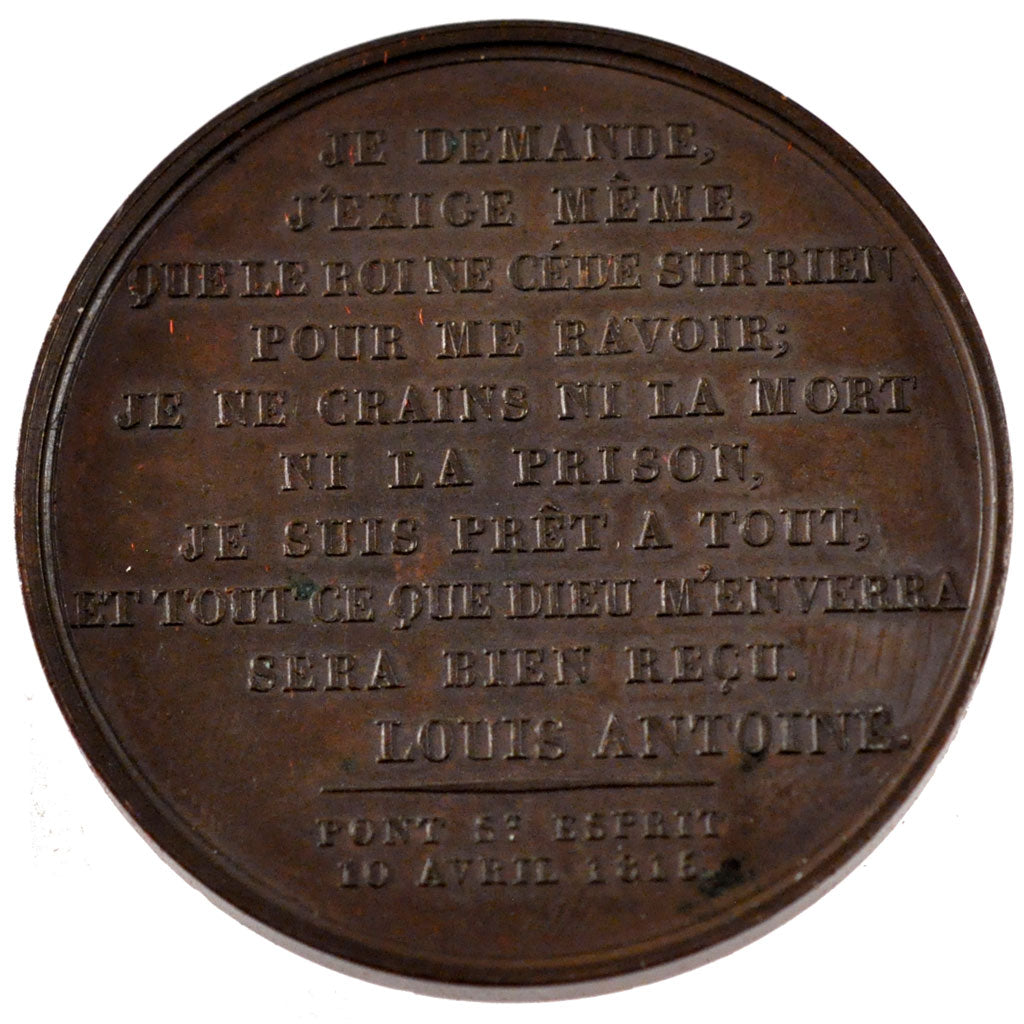 JE DEMANDE,
J'EXIGE MÊME,
QUE LE ROI NE CÉDE SUR RIEN.
POUR ME RAVOIR;
JE NE CRAINS NI LA MORT
NI LA PRISON,
JE SUIS PRÊT A TOUT,
ET TOUT CE QUE DIEU M'ENVERRA
SERA BIEN REÇU.
LOUIS ANTOINE.
PONT ST ESPRIT
10 AVRIL 1815.